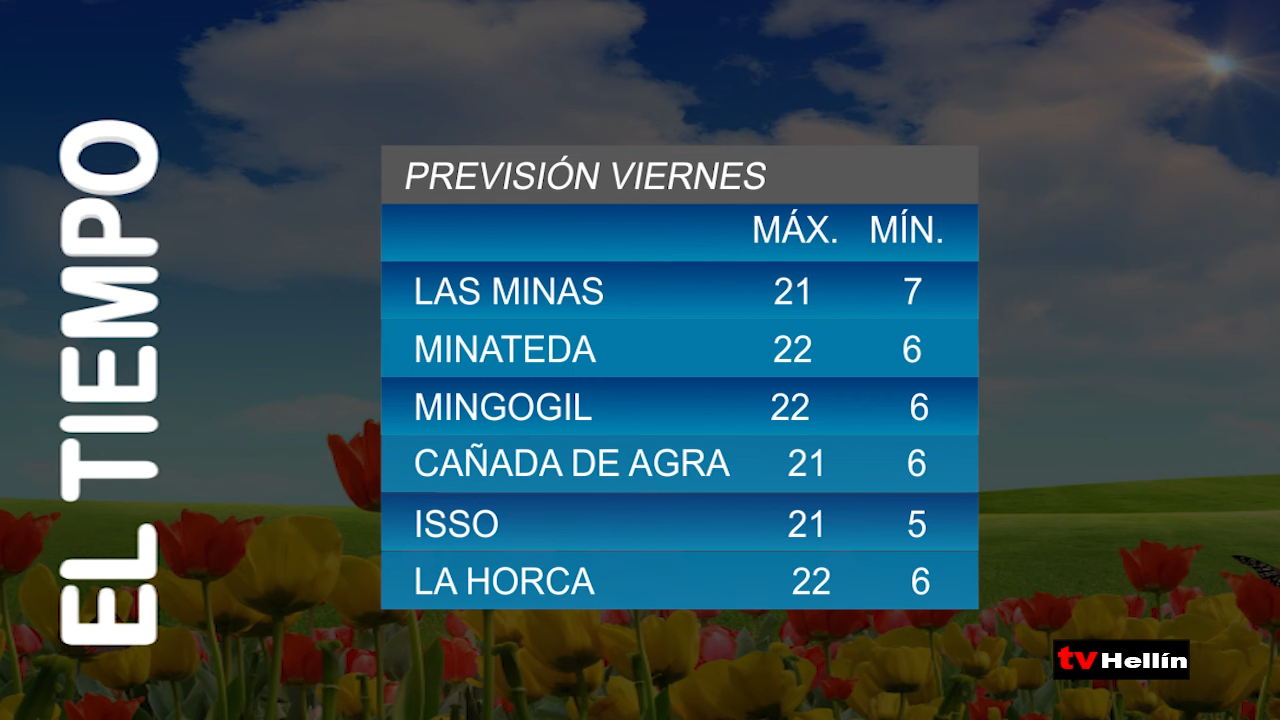 EL TIEMPO
PREVISIÓN VIERNES
MÁX. MÍN.
LAS MINAS 21 7
MINATEDA 22 6
MINGOGIL 22 6
CAÑADA DE AGRA 21 6
ISSO 21 5
LA HORCA 22 6
tv Hellín